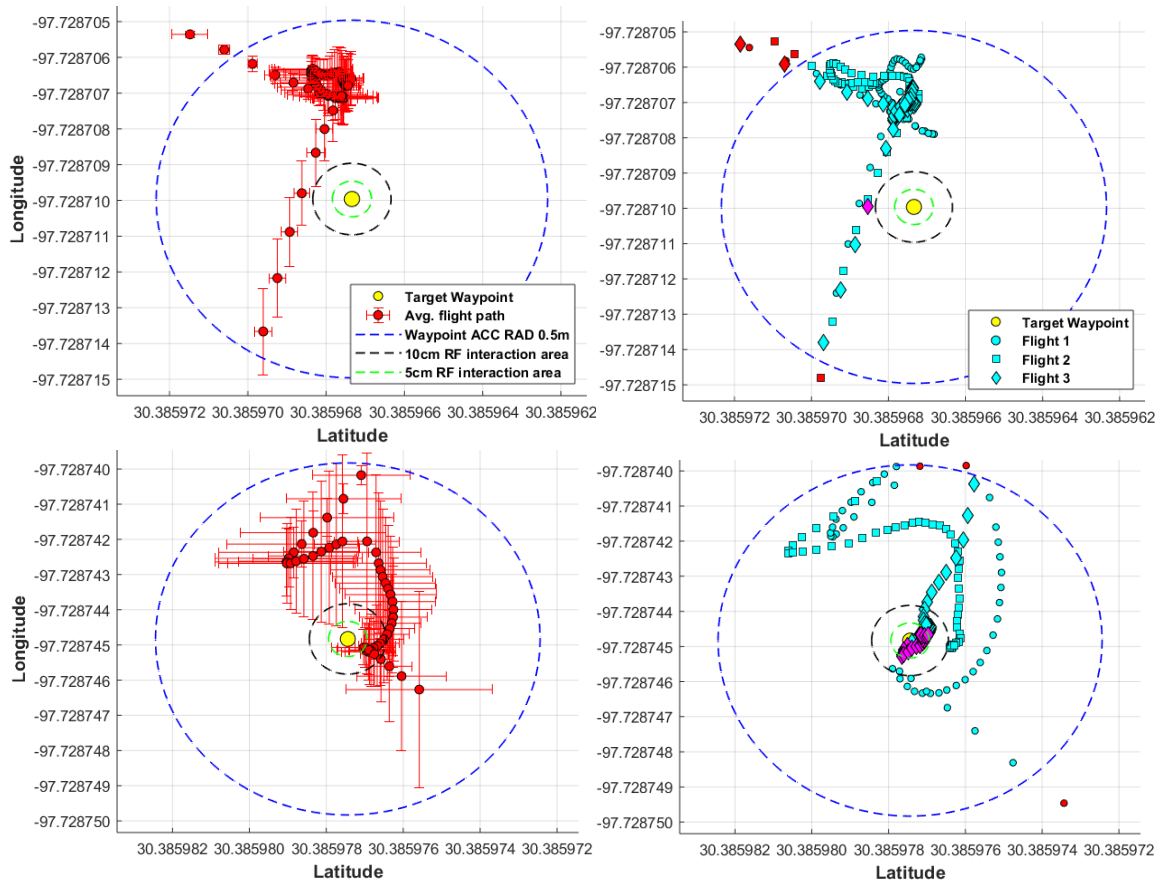 -97.728705
-97.728706
-97.728707
-97.728708
-97.728709
-97.728710
-97.728711
-97.728712
-97.728713
-97.728714
-97.728715
Longitude
Target Waypoint
Avg. flight path
Waypoint ACC RAD 0.5m
10cm RF interaction area
5cm RF interaction area
30.385972 30.385970 30.385968 30.385966 30.385964 30.385962
Latitude
-97.728705
-97.728706
-97.728707
-97.728708
-97.728709
-97.728710
-97.728711
-97.728712
-97.728713
-97.728714
-97.728715
Target Waypoint
Flight 1
Flight 2
Flight 3
30.385972 30.385970 30.385968 30.385966 30.385964 30.385962
Latitude
-97.728740
-97.728741
-97.728742
-97.728743
-97.728744
-97.728745
-97.728746
-97.728747
-97.728748
-97.728749
-97.728750
Longitude
30.385982 30.385980 30.385978 30.385976 30.385974 30.385972
Latitude
-97.728740
-97.728741
-97.728742
-97.728743
-97.728744
-97.728745
-97.728746
-97.728747
-97.728748
-97.728749
-97.728750
30.385982 30.385980 30.385978 30.385976 30.385974 30.385972
Latitude